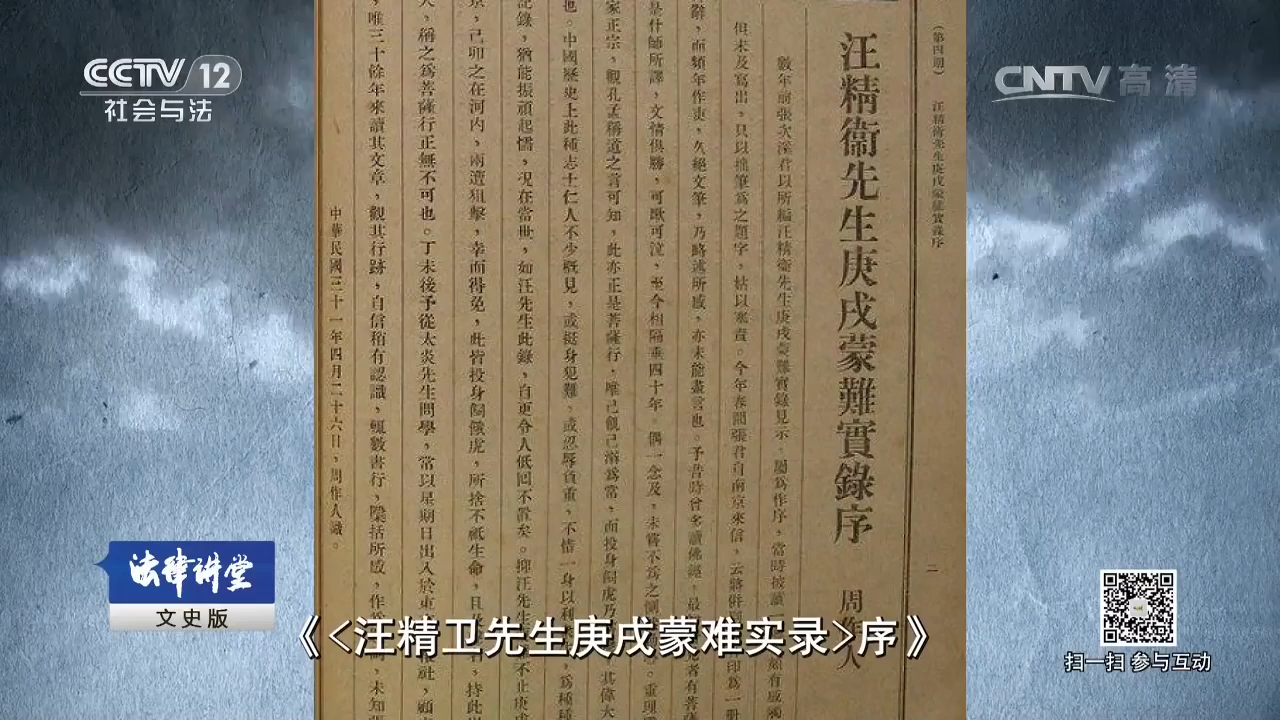 CCTV 12
社会与法
CNTV 高清
(第四期) 汪精衞先生庚戌蒙難實錄序
二
汪精衞先生庚戌蒙難實錄序 周作人
數年前張次溪君以所編汪精衞先生庚戌蒙難實錄見示,屬爲作序,當時披讀一
但未及寫出,只以禿筆爲之題字,姑以塞責。今年春間張君自南京來信,云將併
辭,而頻年作吏,久絕文筆,乃略述所感,亦未能盡言也。予昔時曾多讀佛經
是什師所譯,文情俱勝,可歌可泣,至今相隔垂四十年,偶一念及,未嘗不爲之
家正宗,觀孔孟稱道之言可知,此亦正是菩薩行,唯己飢己溺爲常,而投身飼虎乃
也。中國歷史上此種志士仁人不少概見,或挺身犯難,或忍辱負重,不惜一身以利
記錄,猶能振頑起懦,況在當世,如汪先生此錄,自更令人低回不置矣。抑汪先生
京,己卯之在河內,兩遭狙擊,幸而得免,此皆投身飼餓虎,所捨不祇生命,且
大,稱之爲菩薩行正無不可也。丁未後予從太炎先生問學,當以星期日出入於
唯三十餘年來讀其文章,觀其行跡,自信稍有認識,輒數書行,檃括所感,作
中華民國三十一年四月二十六日,周作人識。
法律讲堂
文史版
《<汪精卫先生庚戌蒙难实录>序》
扫一扫 参与互动